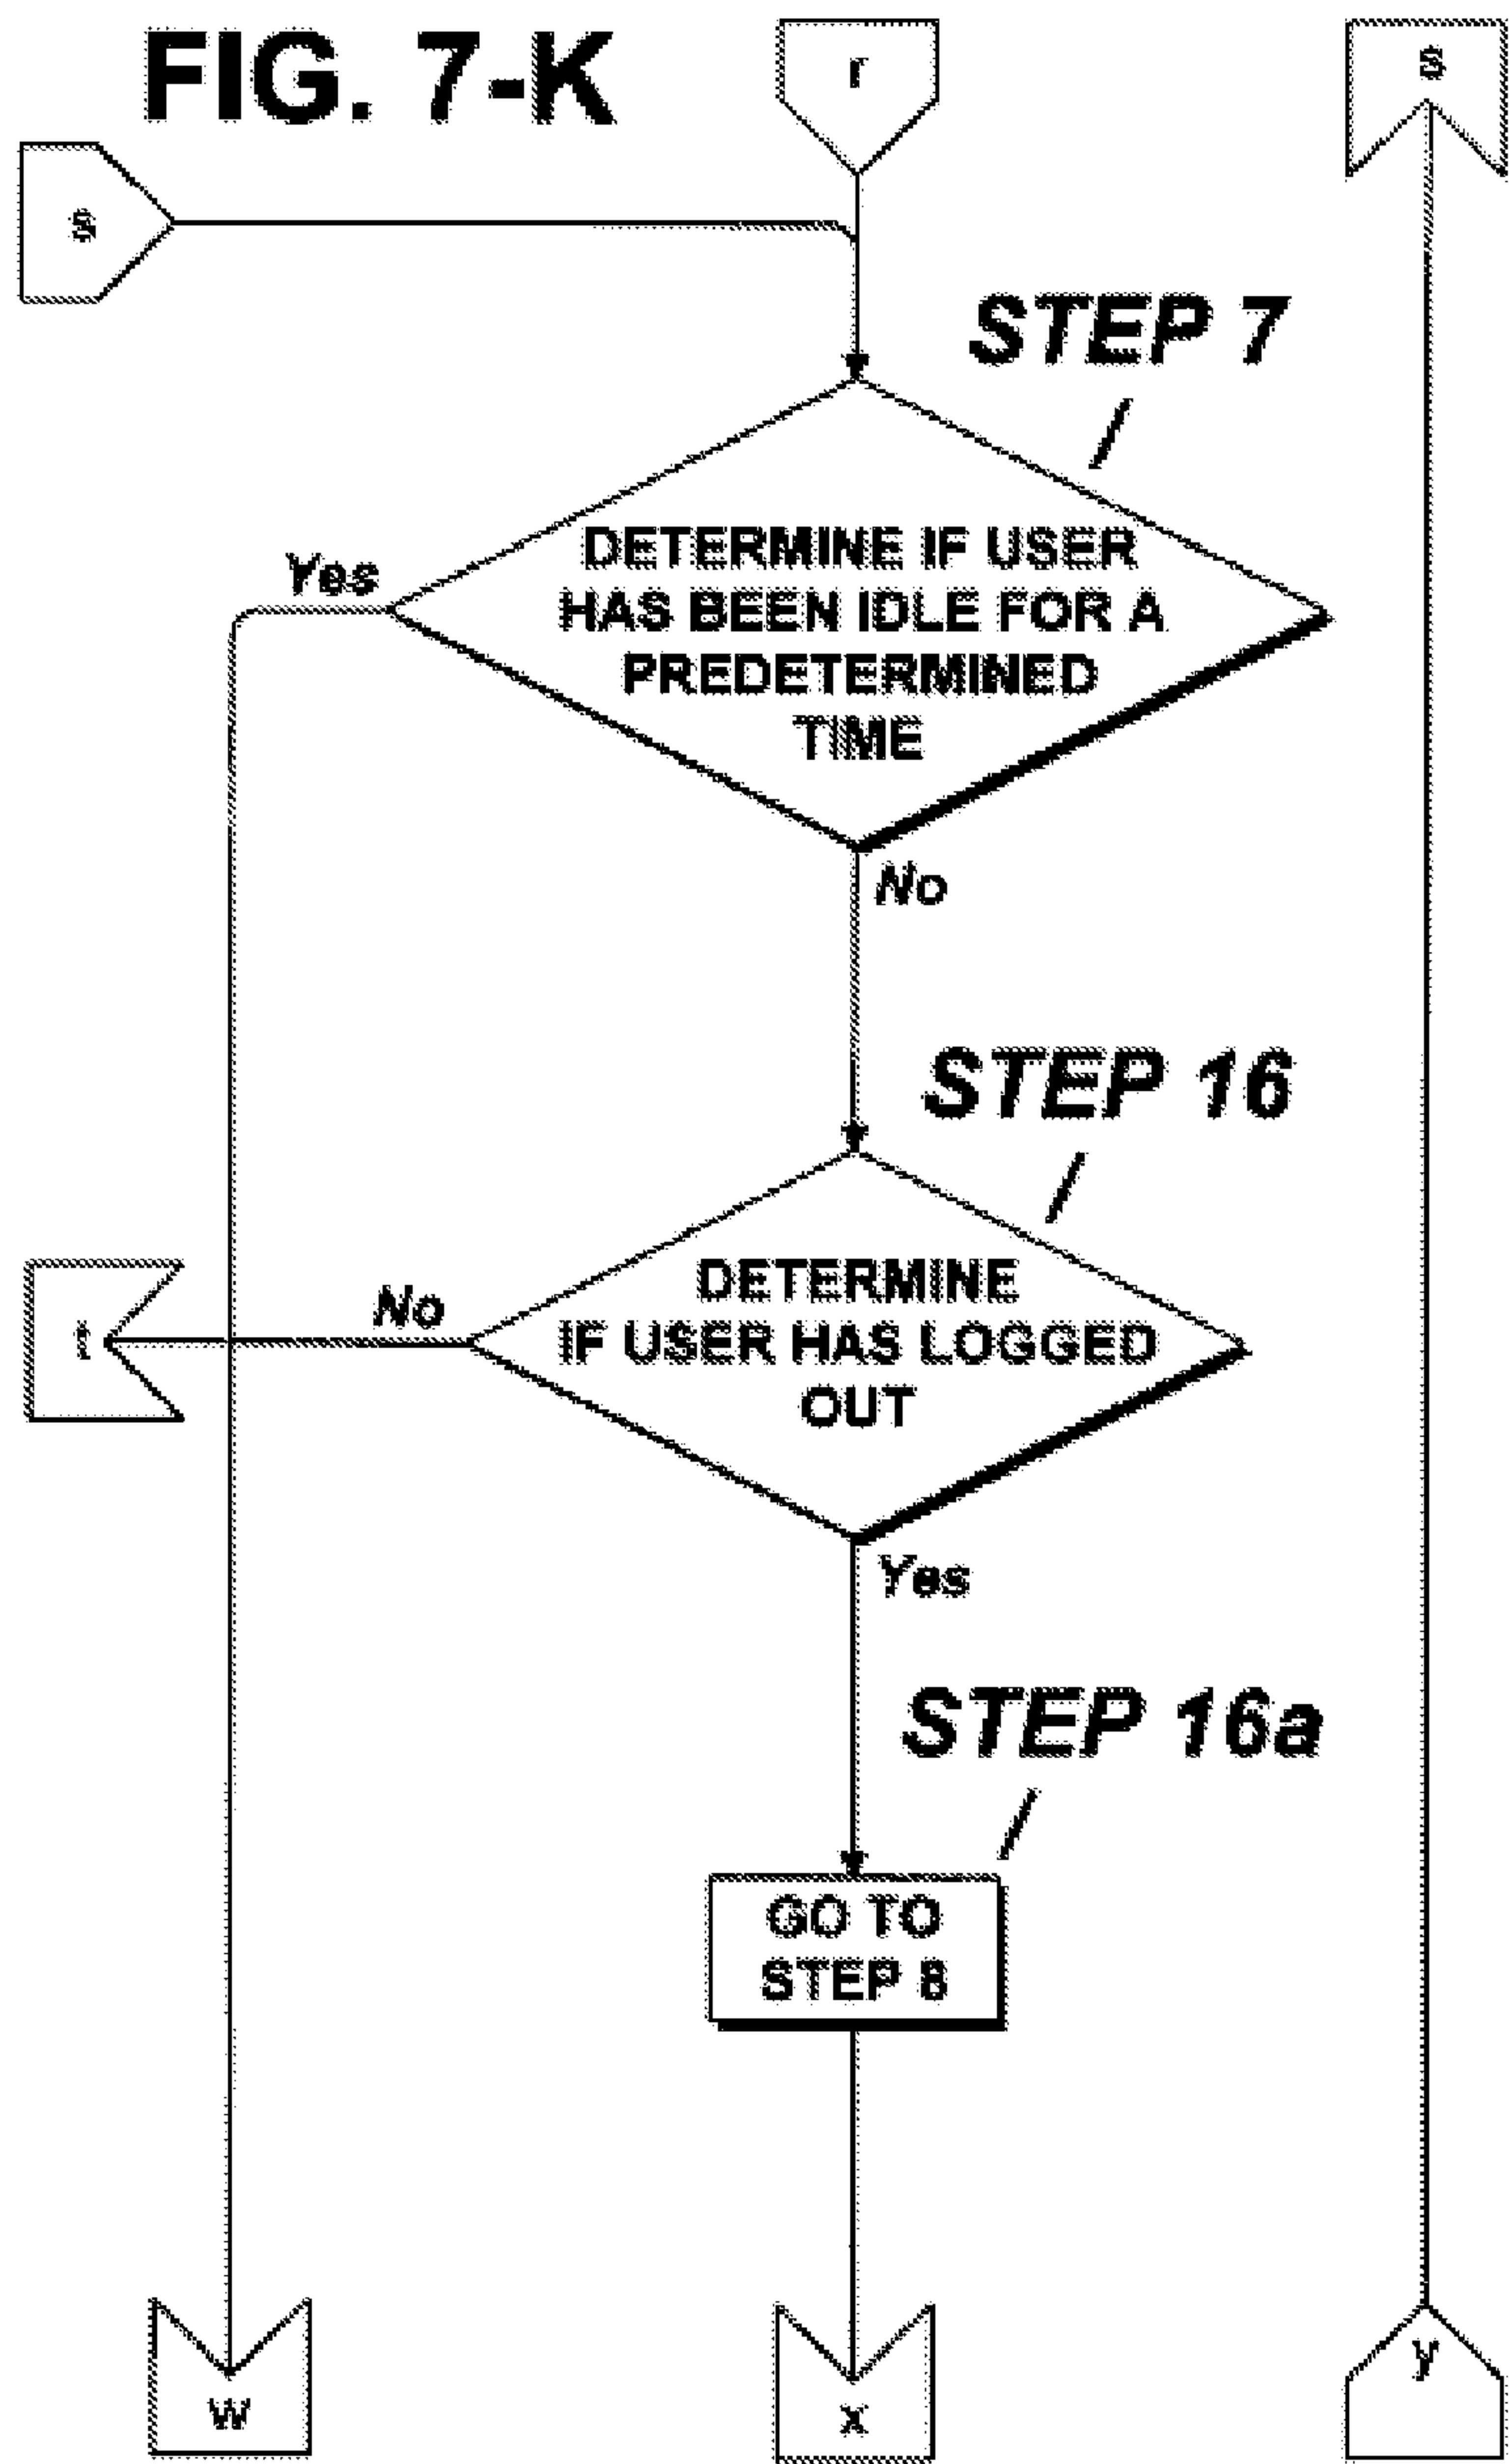 FIG. 7-K
r
STEP 7
DETERMINE IF USER
HAS BEEN IDLE FOR A
PREDETERMINED
TIME
Yes
No
STEP 16
DETERMINE
IF USER HAS LOGGED
OUT
No
Yes
STEP 16a
GO TO
STEP 8
w
x
y